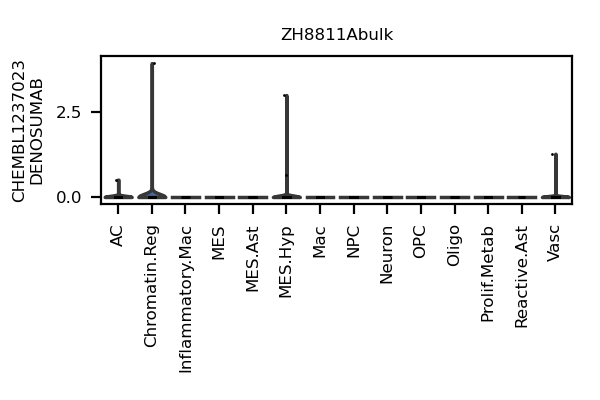 ZH8811Abulk
CHEMBL1237023
DENOSUMAB
2.5
0.0
AC
Chromatin.Reg
Inflammatory.Mac
MES
MES.Ast
MES.Hyp
Mac
NPC
Neuron
OPC
Oligo
Prolif.Metab
Reactive.Ast
Vasc